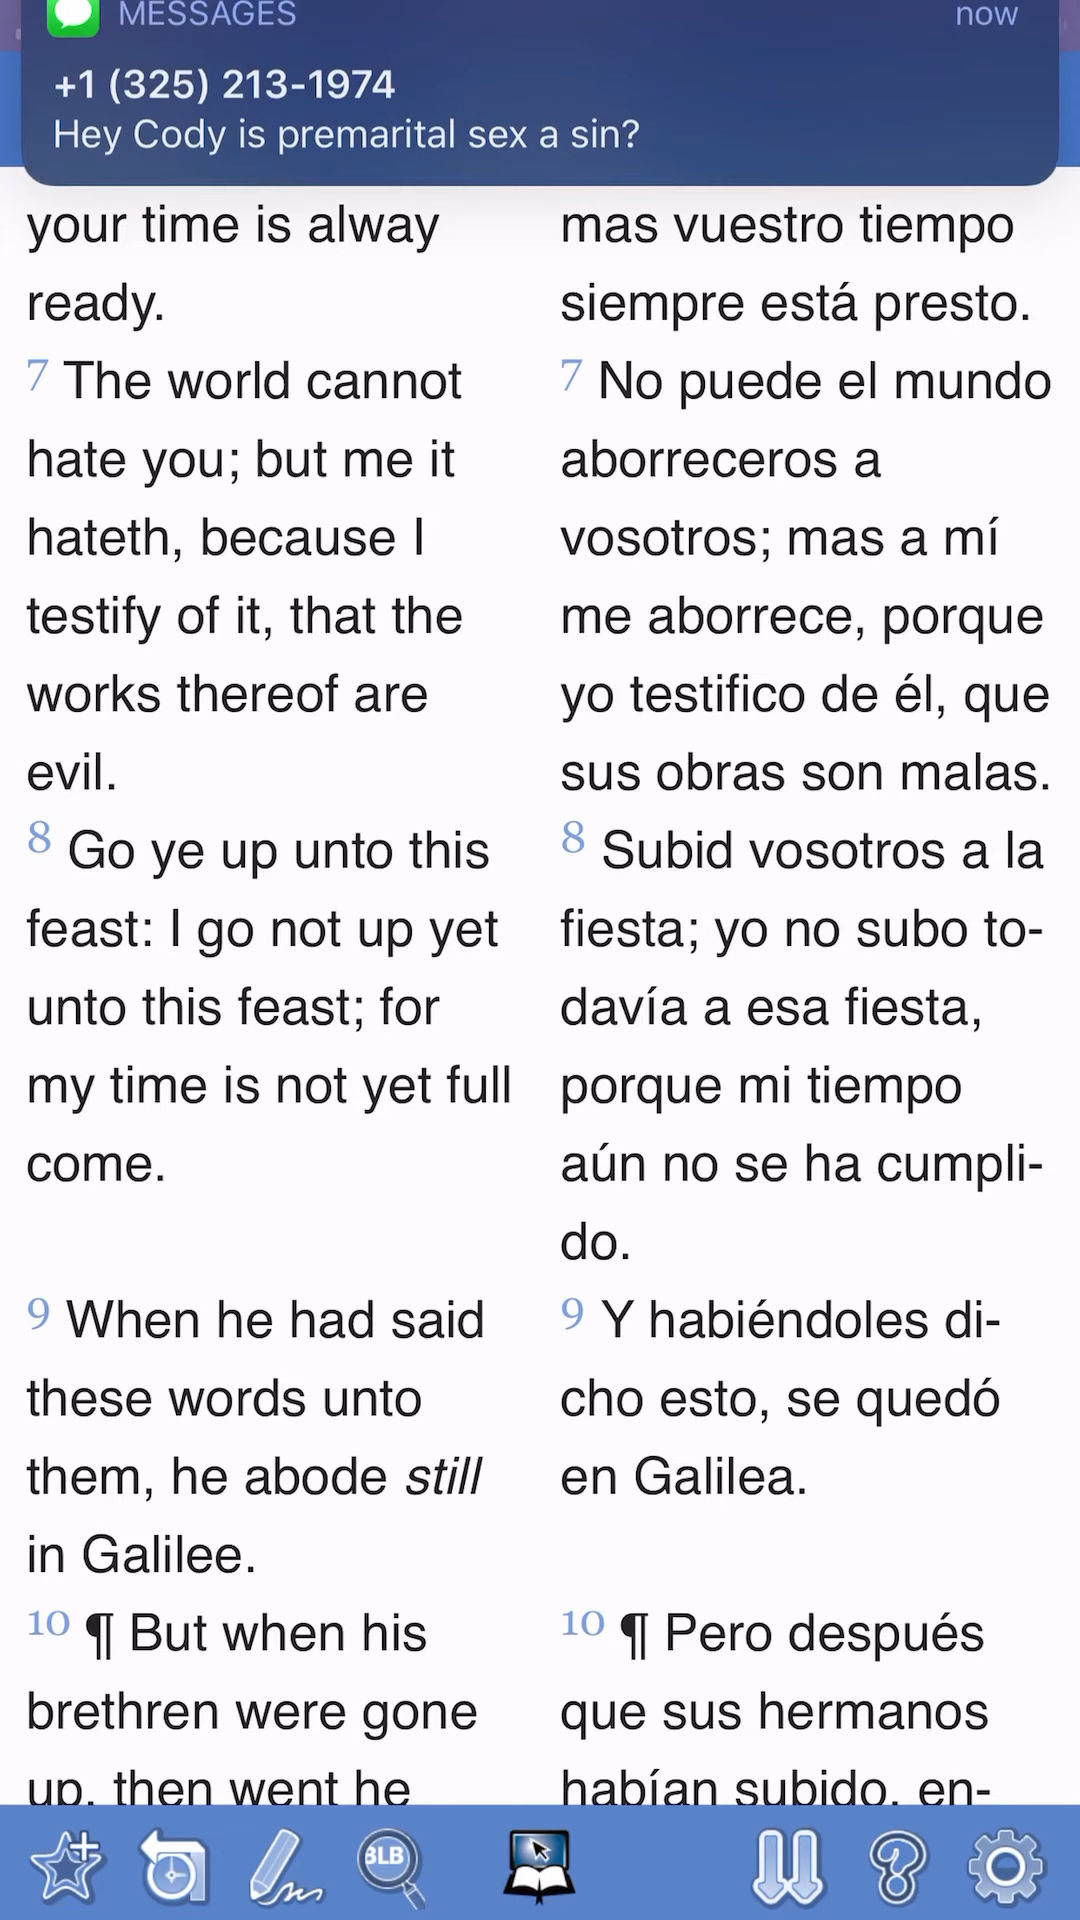 MESSAGES
now
+1 (325) 213-1974
Hey Cody is premarital sex a sin?
your time is alway
ready.
7 The world cannot
hate you; but me it
hateth, because I
testify of it, that the
works thereof are
evil.
8 Go ye up unto this
feast: I go not up yet
unto this feast; for
my time is not yet full
come.
9 When he had said
these words unto
them, he abode still
in Galilee.
10 ¶ But when his
brethren were gone
up, then went he
mas vuestro tiempo
siempre está presto.
7 No puede el mundo
aborreceros a
vosotros; mas a mí
me aborrece, porque
yo testifico de él, que
sus obras son malas.
8 Subid vosotros a la
fiesta; yo no subo to-
davía a esa fiesta,
porque mi tiempo
aún no se ha cumpli-
do.
9 Y habiéndoles di-
cho esto, se quedó
en Galilea.
10 ¶ Pero después
que sus hermanos
habían subido, en-
BLB